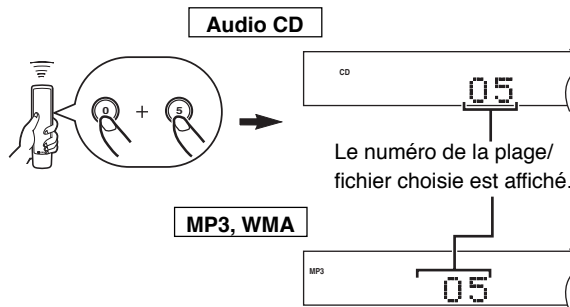 Audio CD
0 + 5
CD
05
Le numéro de la plage/
fichier choisie est affiché.
MP3, WMA
MP3
05